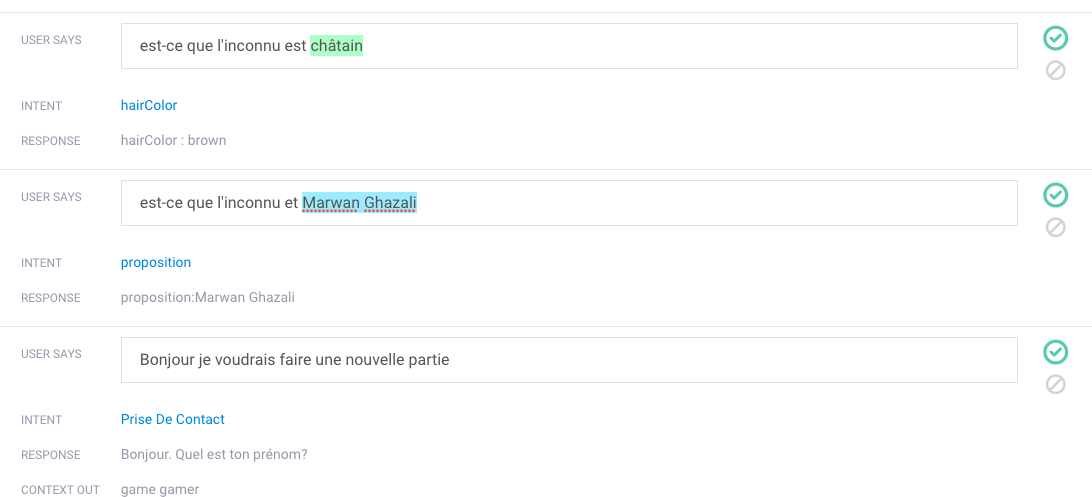 USER SAYS est-ce que l'inconnu est châtain
INTENT hairColor
RESPONSE hairColor : brown
USER SAYS est-ce que l'inconnu et Marwan Ghazali
INTENT proposition
RESPONSE proposition:Marwan Ghazali
USER SAYS Bonjour je voudrais faire une nouvelle partie
INTENT Prise De Contact
RESPONSE Bonjour. Quel est ton prénom?
CONTEXT OUT game gamer